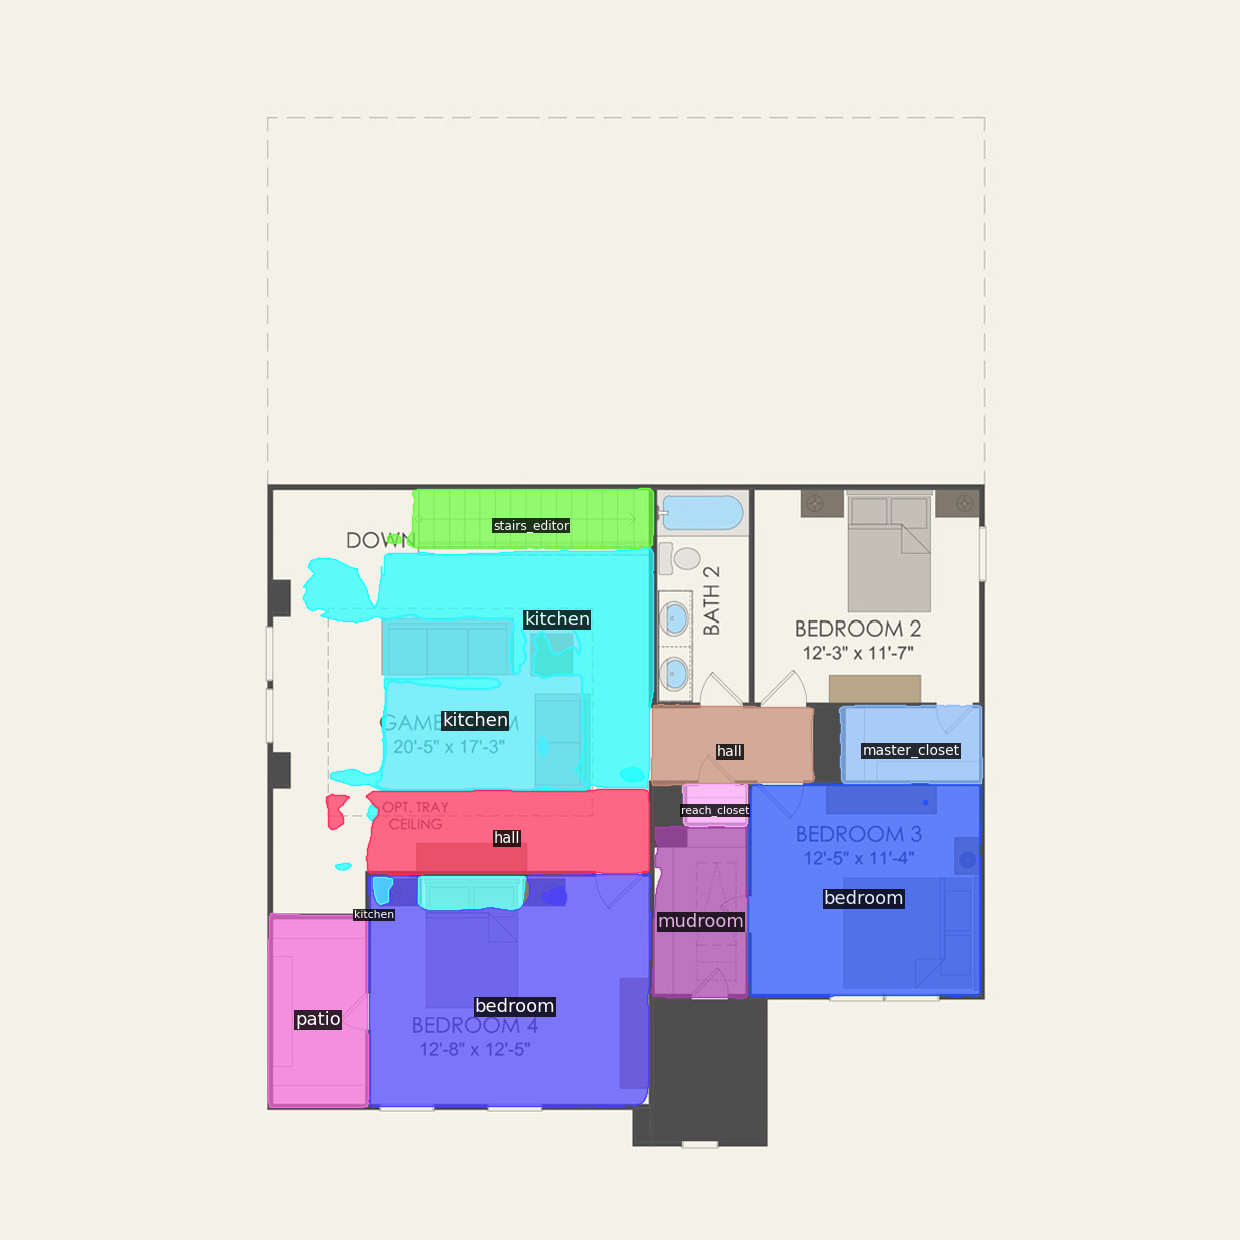 stairs_editor
DOWN
kitchen
BATH 2
BEDROOM 2
12'-3" x 11'-7"
kitchen
20'-5" x 17'-3"
hall
master_closet
OPT. TRAY
CEILING
hall
reach_closet
BEDROOM 3
12'-5" x 11'-4"
bedroom
kitchen
mudroom
bedroom
patio
BEDROOM 4
12'-8" x 12'-5"